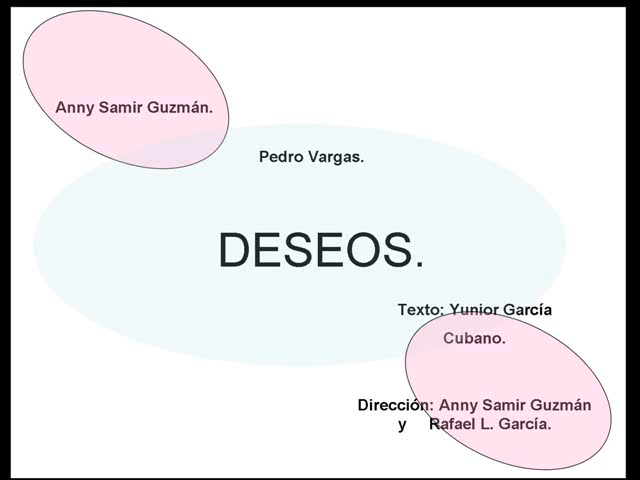 Anny Samir Guzmán.
Pedro Vargas.
DESEOS.
Texto: Yunior García
Cubano.
Dirección: Anny Samir Guzmán
y Rafael L. García.